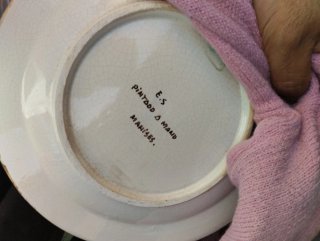 E.S
PINTADO A MANO
MANISES.